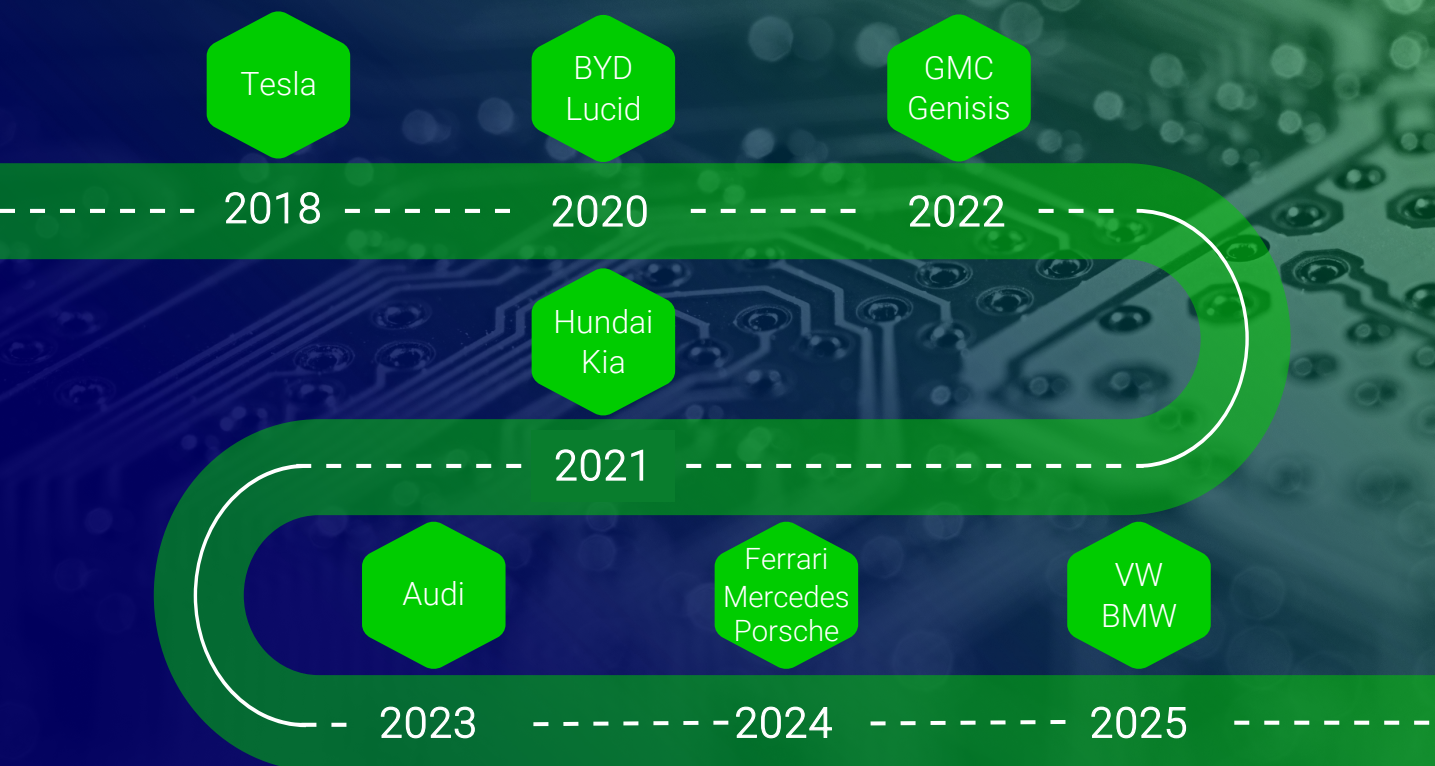 Tesla
BYD
Lucid
GMC
Genisis
2018
2020
2022
Hundai
Kia
2021
Audi
Ferrari
Mercedes
Porsche
VW
BMW
2023
2024
2025